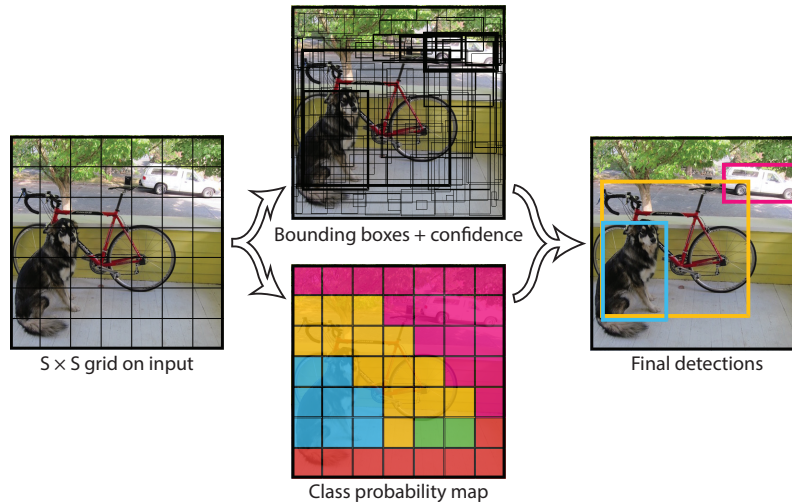 S × S grid on input
Bounding boxes + confidence
Class probability map
Final detections